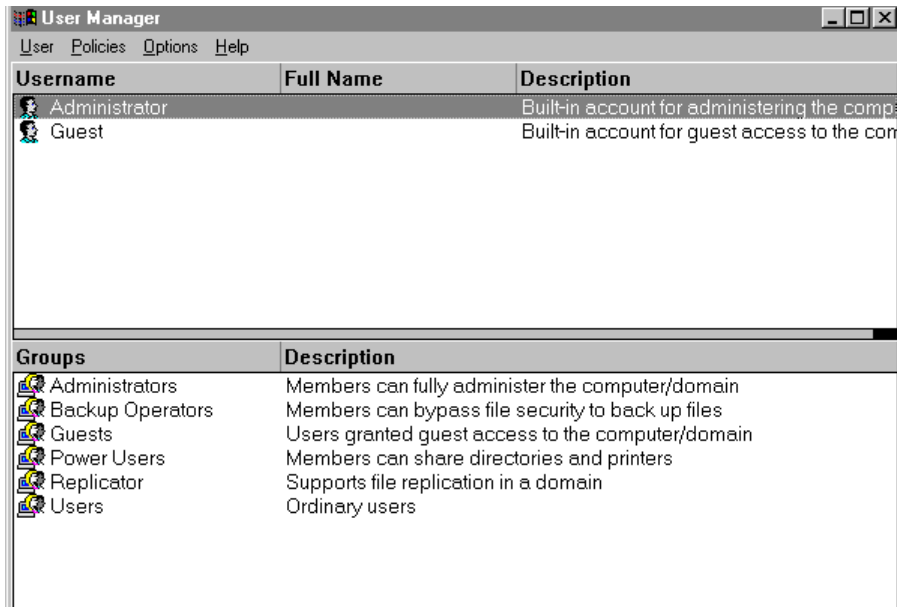 User Manager
User Policies Options Help
Username Full Name Description
Administrator Built-in account for administering the comp
Guest Built-in account for guest access to the com
Groups Description
Administrators Members can fully administer the computer/domain
Backup Operators Members can bypass file security to back up files
Guests Users granted guest access to the computer/domain
Power Users Members can share directories and printers
Replicator Supports file replication in a domain
Users Ordinary users